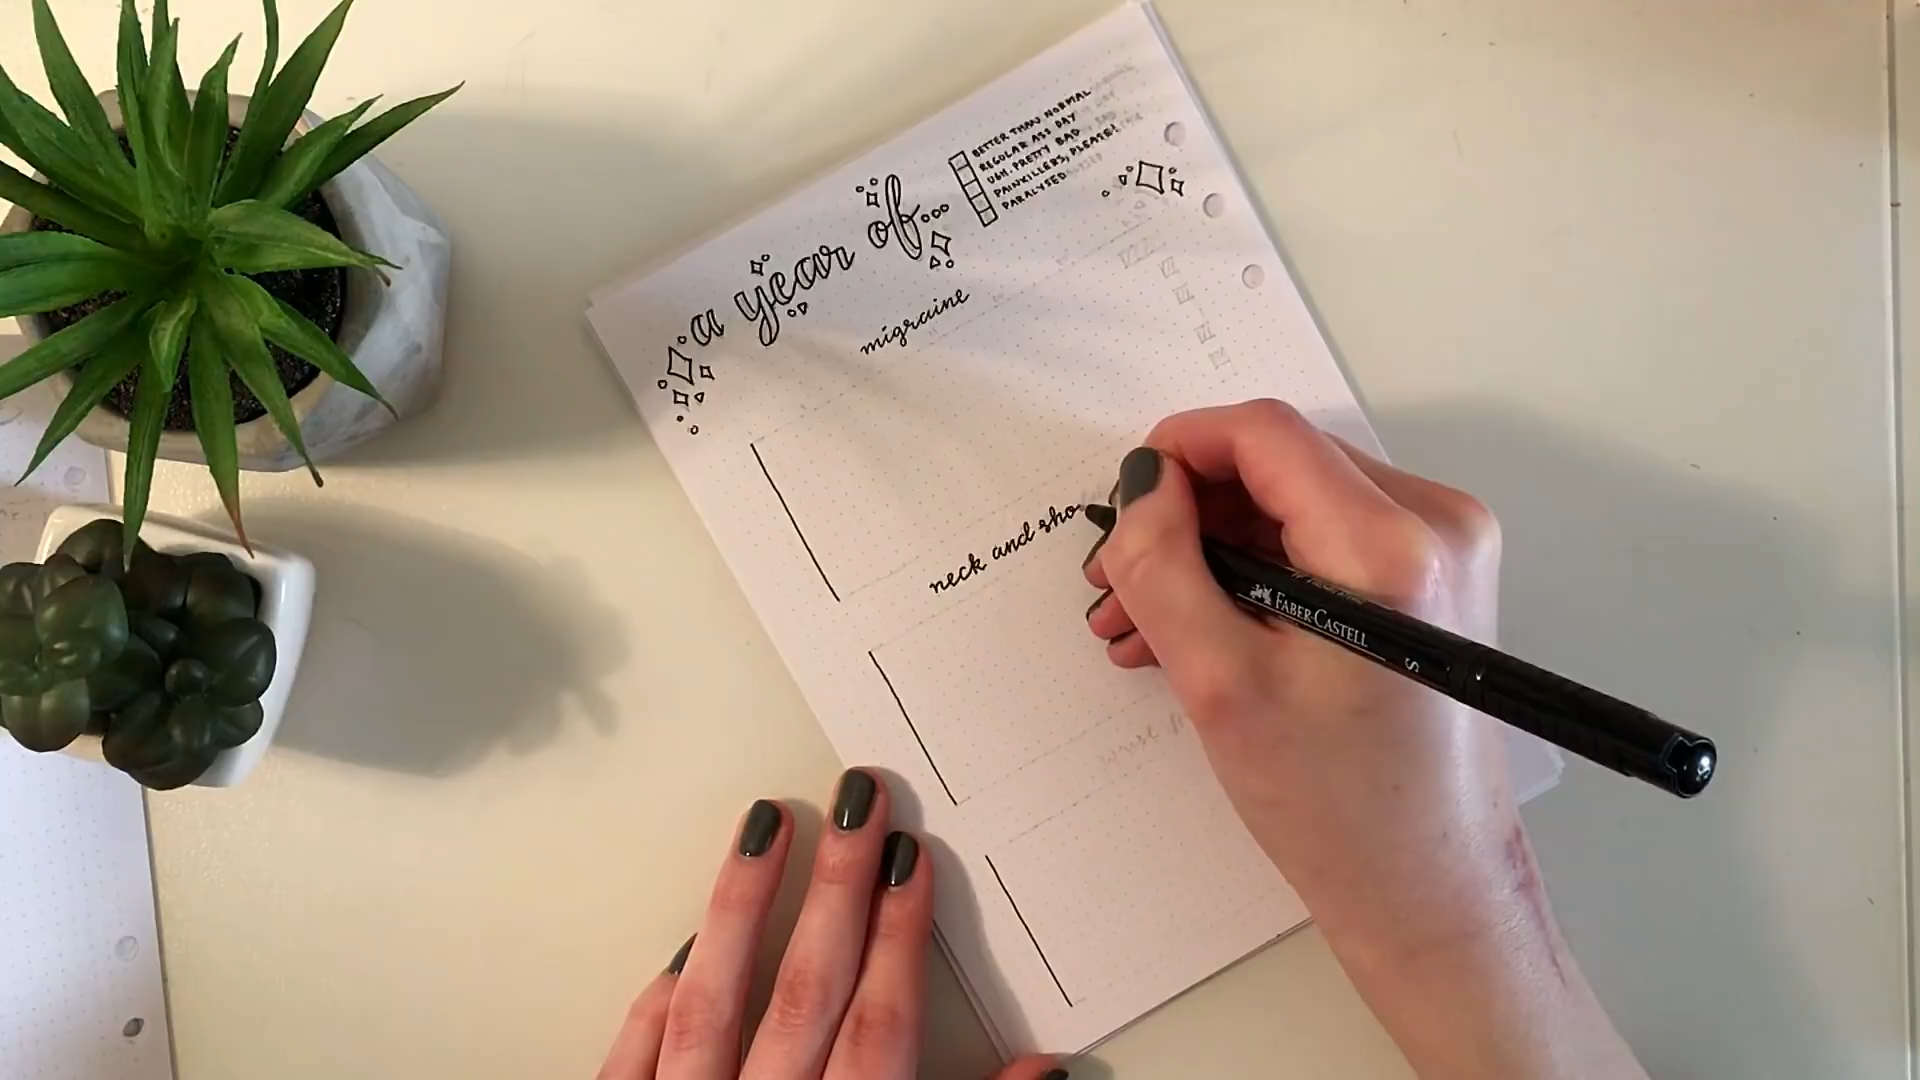 a year of...
BETTER THAN NORMAL
REGULAR ASS DAY
UGH. PRETTY BAD
PAINKILLERS, PLEASE!
PARALYSED
migraine
neck and sho
FABER-CASTELL
S